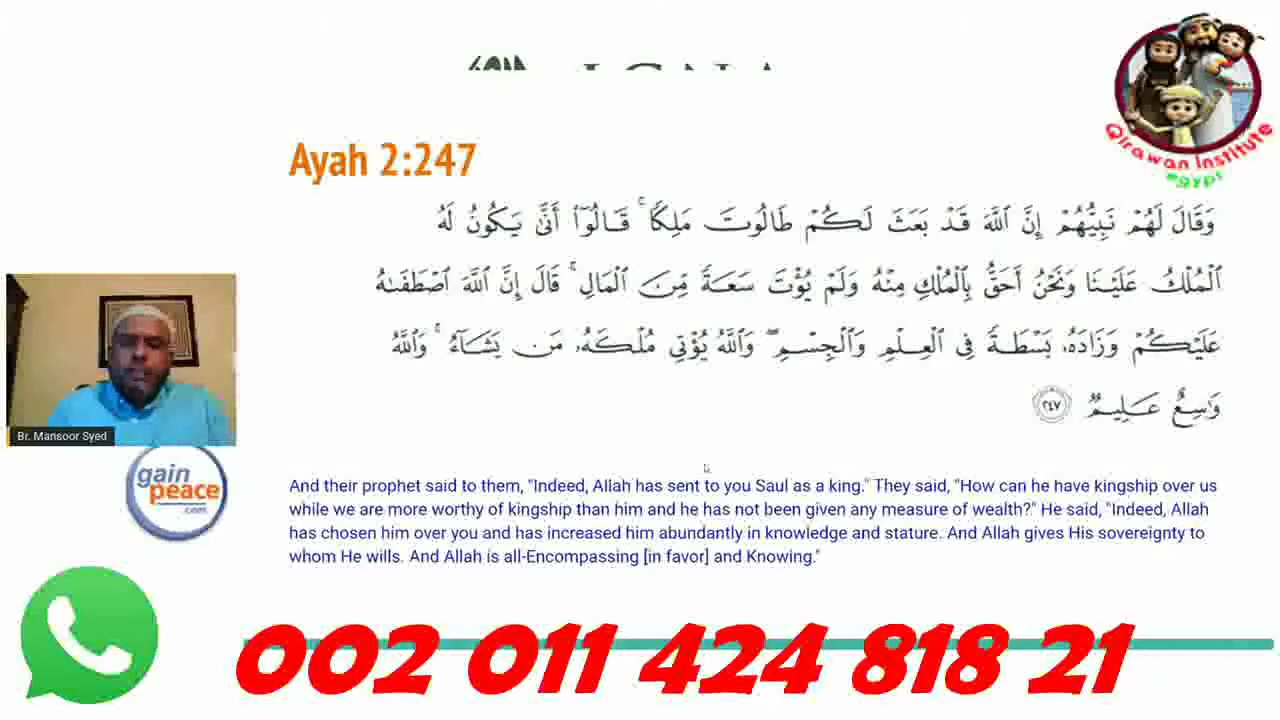 Ayah 2:247
وَقَالَ لَهُمْ نَبِيُّهُمْ إِنَّ ٱللَّهَ قَدْ بَعَثَ لَكُمْ طَالُوتَ مَلِكًا ۚ قَالُوٓا۟ أَنَّىٰ يَكُونُ لَهُ
ٱلْمُلْكُ عَلَيْنَا وَنَحْنُ أَحَقُّ بِٱلْمُلْكِ مِنْهُ وَلَمْ يُؤْتَ سَعَةً مِّنَ ٱلْمَالِ ۚ قَالَ إِنَّ ٱللَّهَ ٱصْطَفَىٰهُ
عَلَيْكُمْ وَزَادَهُۥ بَسْطَةً فِى ٱلْعِلْمِ وَٱلْجِسْمِ ۖ وَٱللَّهُ يُؤْتِى مُلْكَهُۥ مَن يَشَآءُ ۚ وَٱللَّهُ
وَٰسِعٌ عَلِيمٌ ٢٤٧
And their prophet said to them, "Indeed, Allah has sent to you Saul as a king." They said, "How can he have kingship over us
while we are more worthy of kingship than him and he has not been given any measure of wealth?" He said, "Indeed, Allah
has chosen him over you and has increased him abundantly in knowledge and stature. And Allah gives His sovereignty to
whom He wills. And Allah is all-Encompassing [in favor] and Knowing."
Br. Mansoor Syed
gain
peace
.com
Qirawan Institute
egypt
002 011 424 818 21